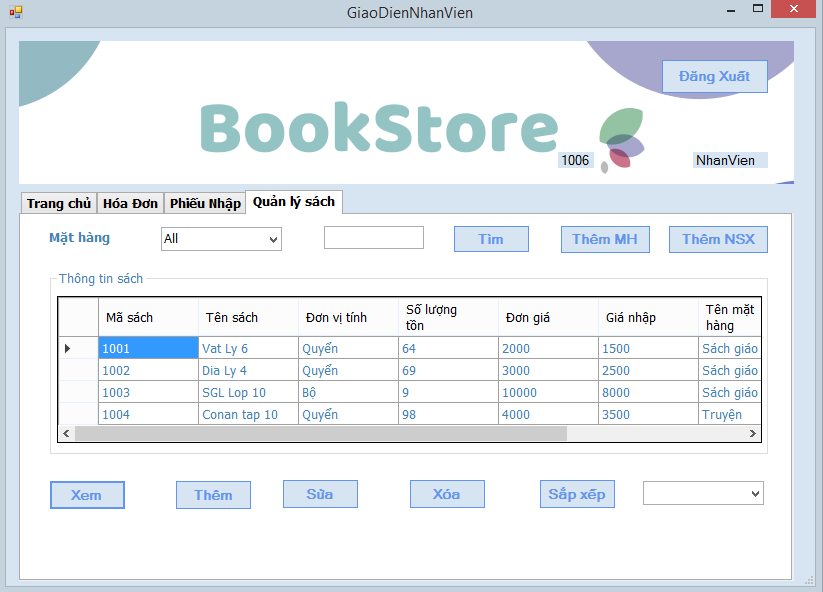 GiaoDienNhanVien
Đăng Xuất
BookStore
1006 NhanVien
Trang chủ Hóa Đơn Phiếu Nhập Quản lý sách
Mặt hàng All Tìm Thêm MH Thêm NSX
Thông tin sách
Mã sách Tên sách Đơn vị tính Số lượng tồn Đơn giá Giá nhập Tên mặt hàng
1001 Vat Ly 6 Quyển 64 2000 1500 Sách giáo
1002 Dia Ly 4 Quyển 69 3000 2500 Sách giáo
1003 SGL Lop 10 Bộ 9 10000 8000 Sách giáo
1004 Conan tap 10 Quyển 98 4000 3500 Truyện
Xem Thêm Sửa Xóa Sắp xếp